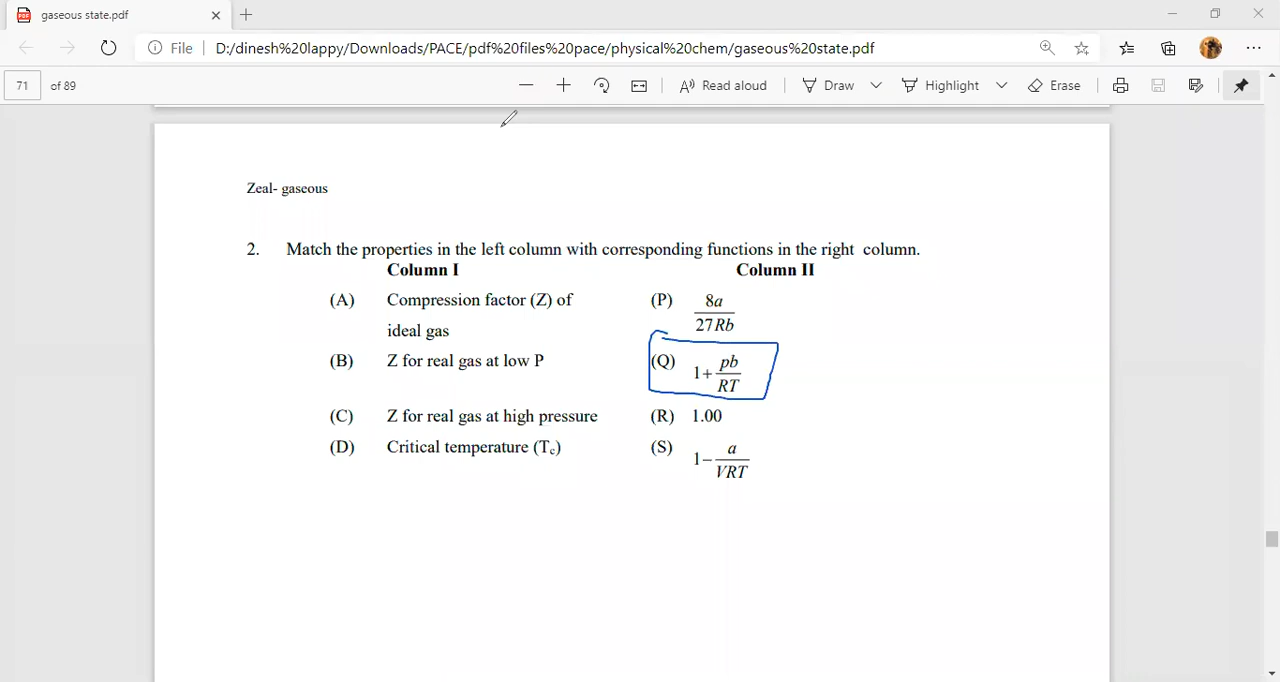 gaseous state.pdf
File D:/dinesh%20lappy/Downloads/PACE/pdf%20files%20pace/physical%20chem/gaseous%20state.pdf
71 of 89 Read aloud Draw Highlight Erase
Zeal- gaseous
2. Match the properties in the left column with corresponding functions in the right column.
Column I Column II
(A) Compression factor (Z) of (P) 8a/27Rb
ideal gas
(B) Z for real gas at low P (Q) 1+pb/RT
(C) Z for real gas at high pressure (R) 1.00
(D) Critical temperature (Tc) (S) 1−a/VRT